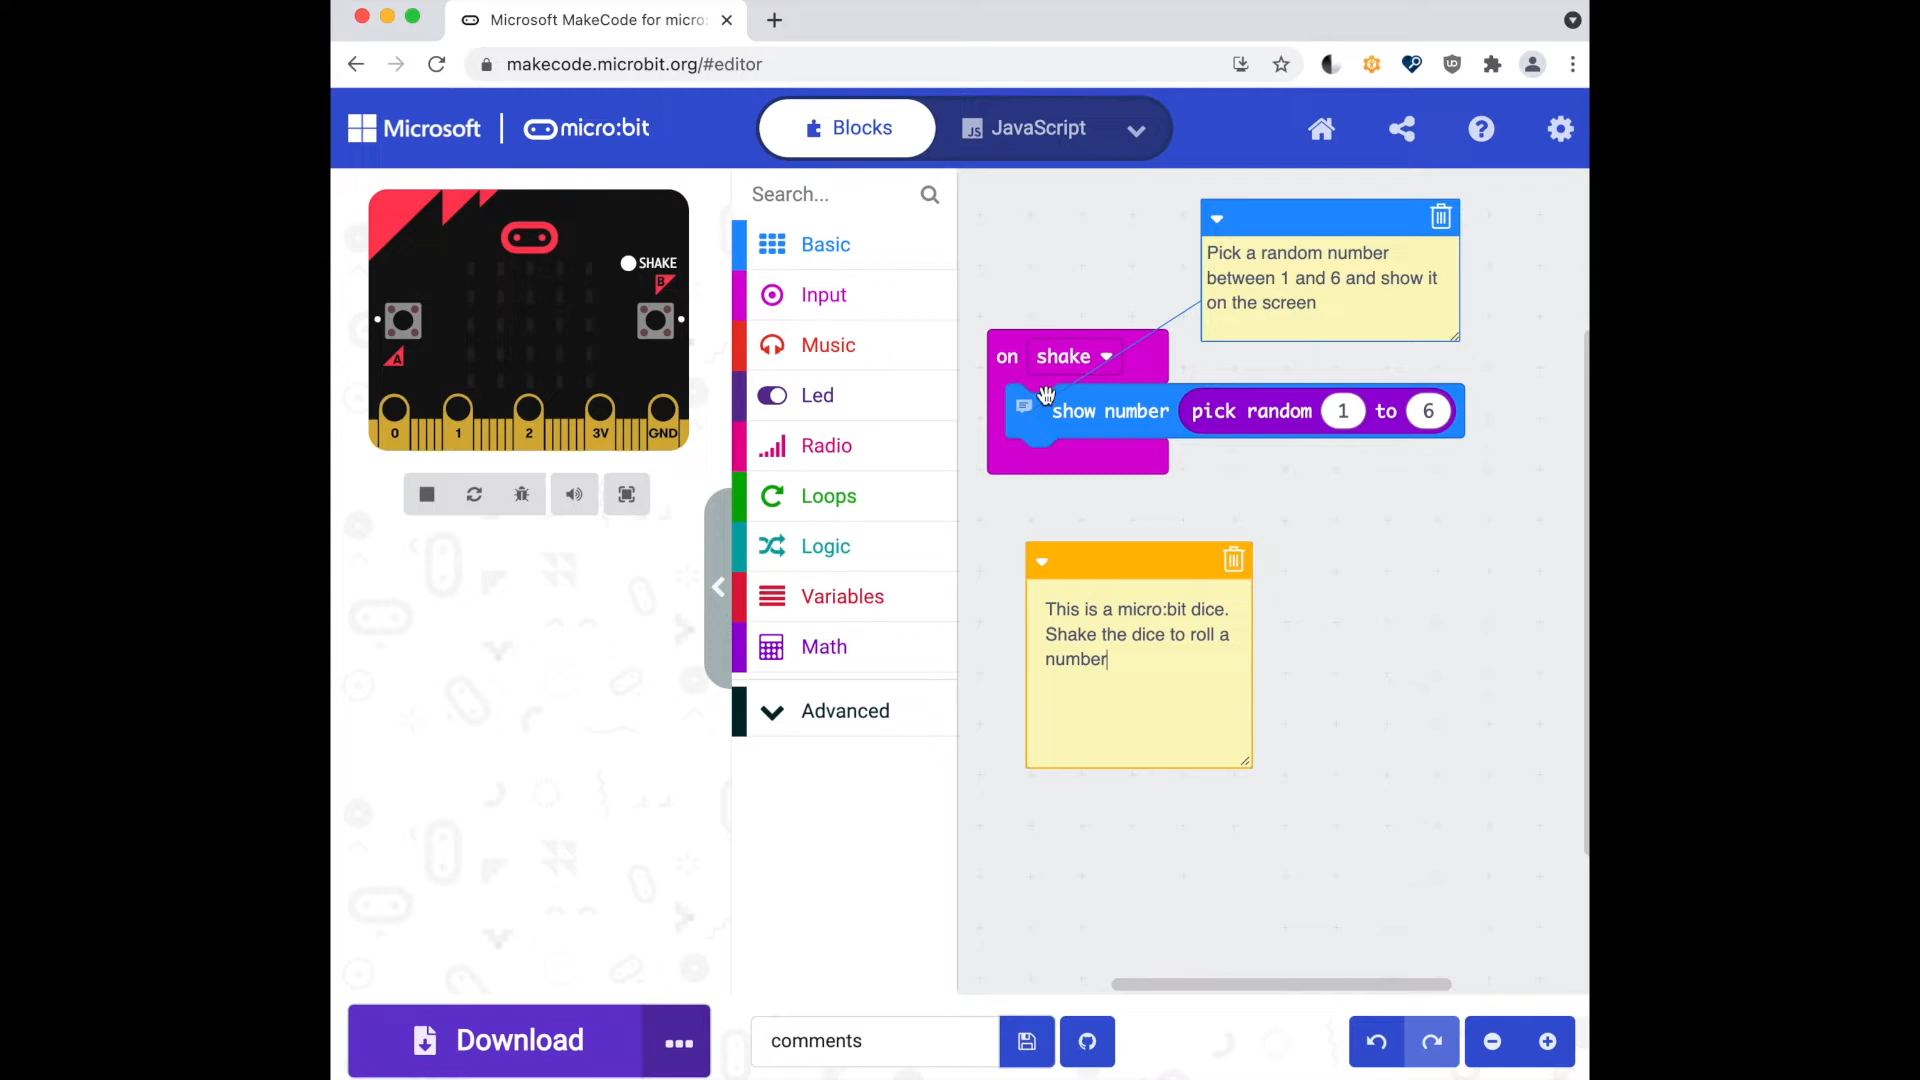 Microsoft MakeCode for micro:
makecode.microbit.org/#editor
Microsoft | micro:bit
Blocks
JS JavaScript
Search...
SHAKE
B
A
0 1 2 3V GND
Basic
Input
Music
Led
Radio
Loops
Logic
Variables
Math
Advanced
Pick a random number
between 1 and 6 and show it
on the screen
on shake
show number pick random 1 to 6
This is a micro:bit dice.
Shake the dice to roll a
number
Download
comments